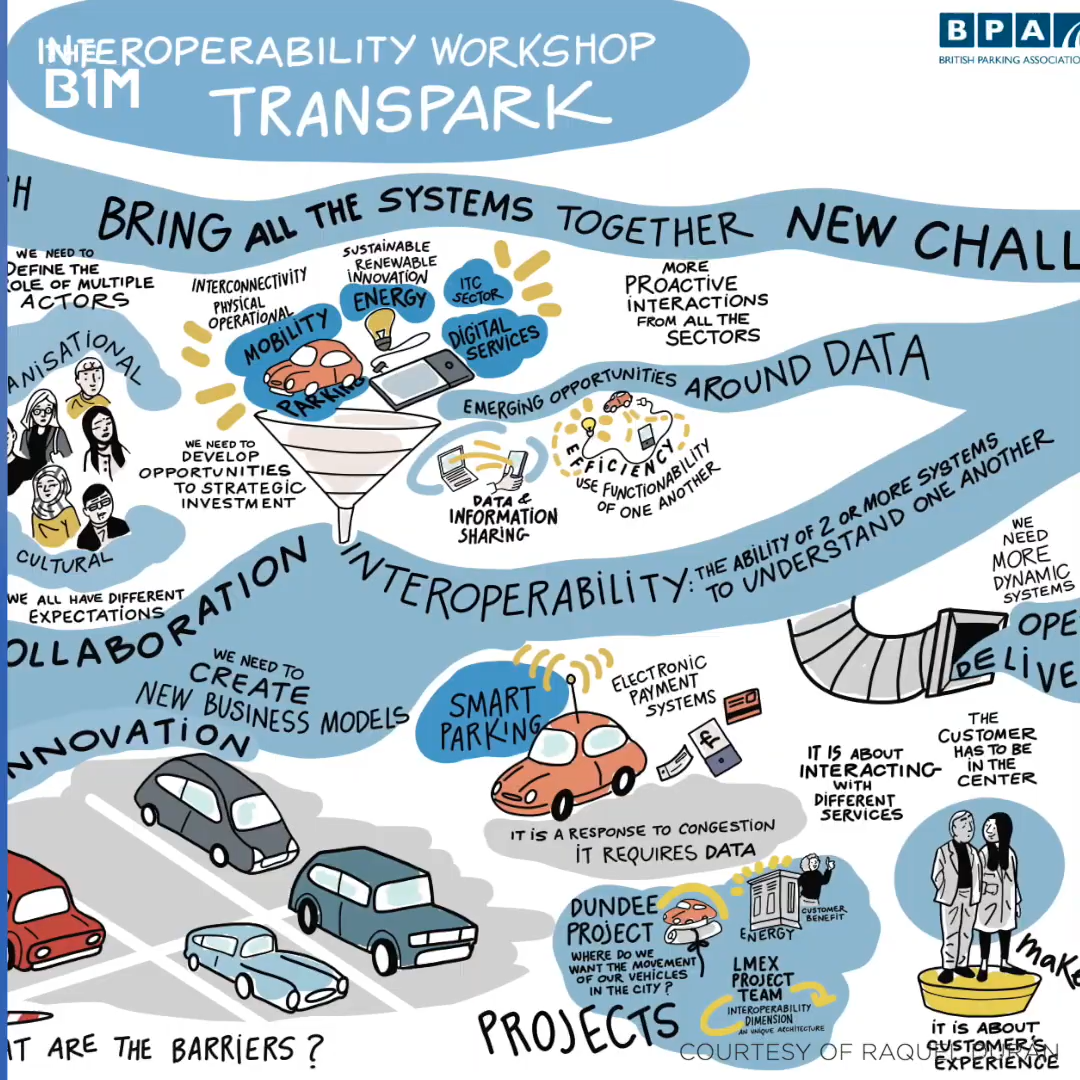 INTEROPERABILITY WORKSHOP
TRANSPARK
THE
B1M
BPA
BRITISH PARKING ASSOCIATIO
H
BRING ALL THE SYSTEMS TOGETHER
NEW CHALL
WE NEED TO
DEFINE THE
OLE OF MULTIPLE
ACTORS
ANISATIONAL
CULTURAL
WE ALL HAVE DIFFERENT
EXPECTATIONS
INTERCONNECTIVITY
PHYSICAL
OPERATIONAL
SUSTAINABLE
RENEWABLE
INNOVATION
ENERGY
ITC
SECTOR
MOBILITY
DIGITAL
SERVICES
PARKING
MORE
PROACTIVE
INTERACTIONS
FROM ALL THE
SECTORS
WE NEED TO
DEVELOP
OPPORTUNITIES
TO STRATEGIC
INVESTMENT
EMERGING OPPORTUNITIES AROUND DATA
DATA &
INFORMATION
SHARING
EFFICIENCY
USE FUNCTIONABILITY
OF ONE ANOTHER
INTEROPERABILITY: THE ABILITY OF 2 OR MORE SYSTEMS
TO UNDERSTAND ONE ANOTHER
WE
NEED
MORE
DYNAMIC
SYSTEMS
OPE
DELIVE
OLLABORATION
WE NEED TO
CREATE
NEW BUSINESS MODELS
NNOVATION
SMART
PARKING
ELECTRONIC
PAYMENT
SYSTEMS
£
IT IS A RESPONSE TO CONGESTION
IT REQUIRES DATA
IT IS ABOUT
INTERACTING
WITH
DIFFERENT
SERVICES
THE
CUSTOMER
HAS TO BE
IN THE
CENTER
DUNDEE
PROJECT
WHERE DO WE
WANT THE MOVEMENT
OF OUR VEHICLES
IN THE CITY?
ENERGY
CUSTOMER
BENEFIT
LMEX
PROJECT
TEAM
INTEROPERABILITY
DIMENSION
AN UNIQUE ARCHITECTURE
PROJECTS
make
IT IS ABOUT
CUSTOMER'S
EXPERIENCE
AT ARE THE BARRIERS?
COURTESY OF RAQUEL DURAN